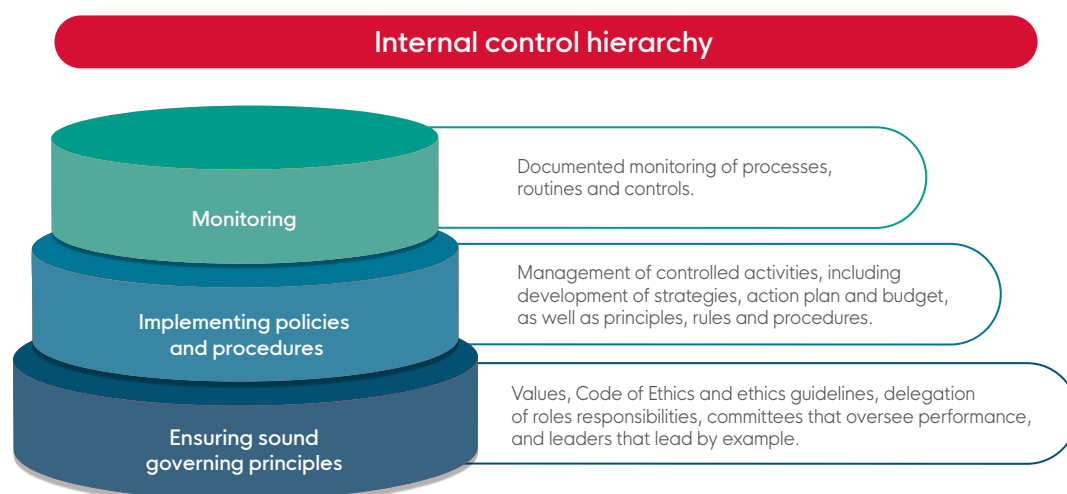 Internal control hierarchy
Monitoring
Documented monitoring of processes,
routines and controls.
Implementing policies
and procedures
Management of controlled activities, including
development of strategies, action plan and budget,
as well as principles, rules and procedures.
Ensuring sound
governing principles
Values, Code of Ethics and ethics guidelines, delegation
of roles responsibilities, committees that oversee performance,
and leaders that lead by example.